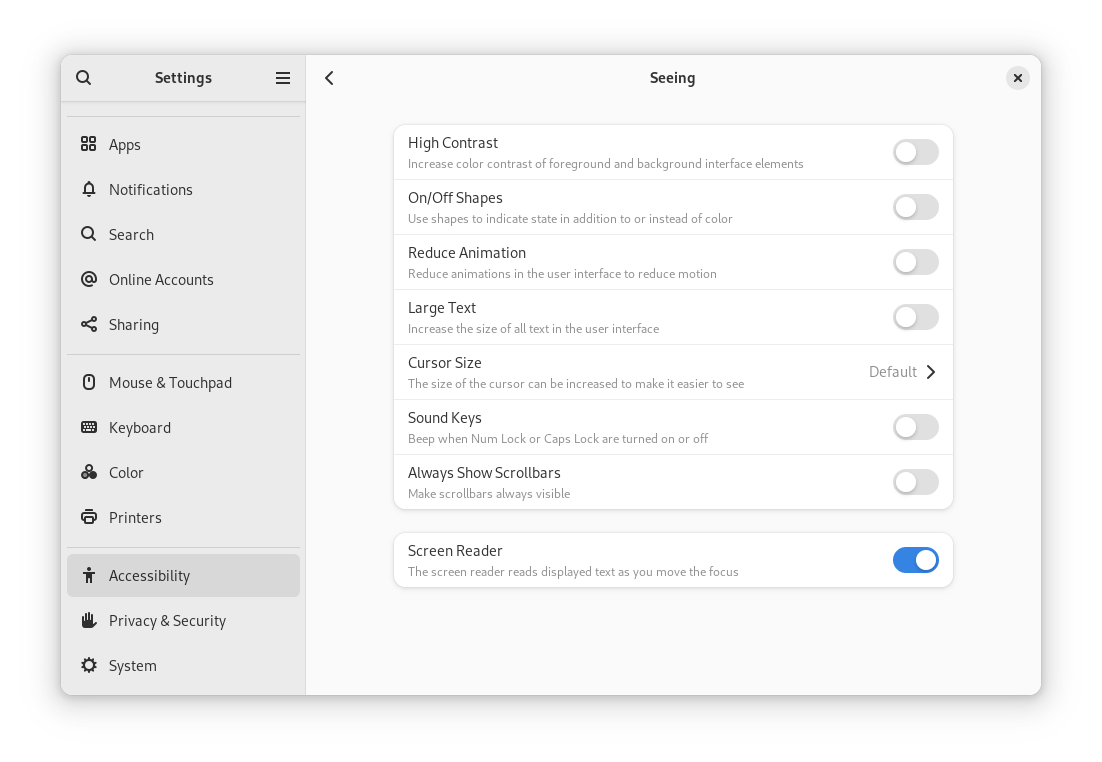 Settings
Apps
Notifications
Search
Online Accounts
Sharing
Mouse & Touchpad
Keyboard
Color
Printers
Accessibility
Privacy & Security
System
Seeing
High Contrast
Increase color contrast of foreground and background interface elements
On/Off Shapes
Use shapes to indicate state in addition to or instead of color
Reduce Animation
Reduce animations in the user interface to reduce motion
Large Text
Increase the size of all text in the user interface
Cursor Size
The size of the cursor can be increased to make it easier to see
Default
Sound Keys
Beep when Num Lock or Caps Lock are turned on or off
Always Show Scrollbars
Make scrollbars always visible
Screen Reader
The screen reader reads displayed text as you move the focus